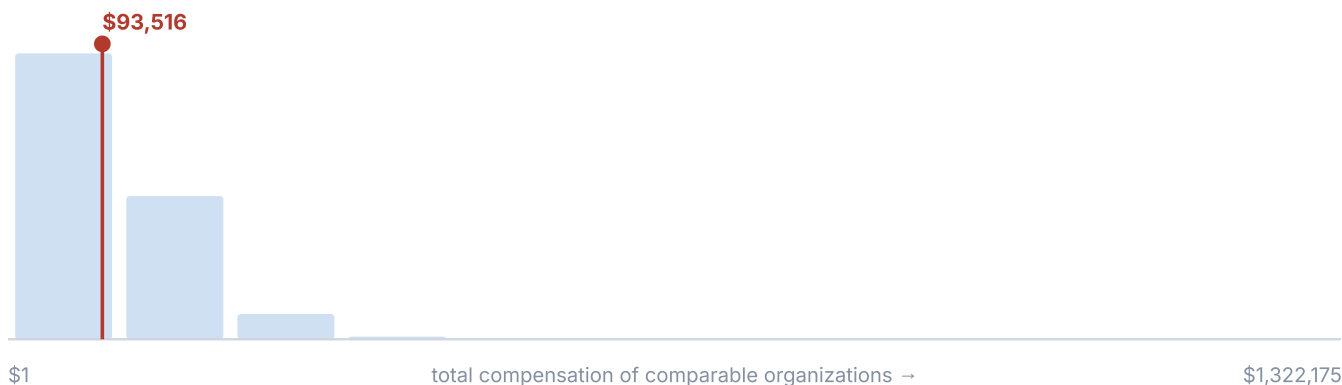 $93,516
$1 total compensation of comparable organizations → $1,322,175